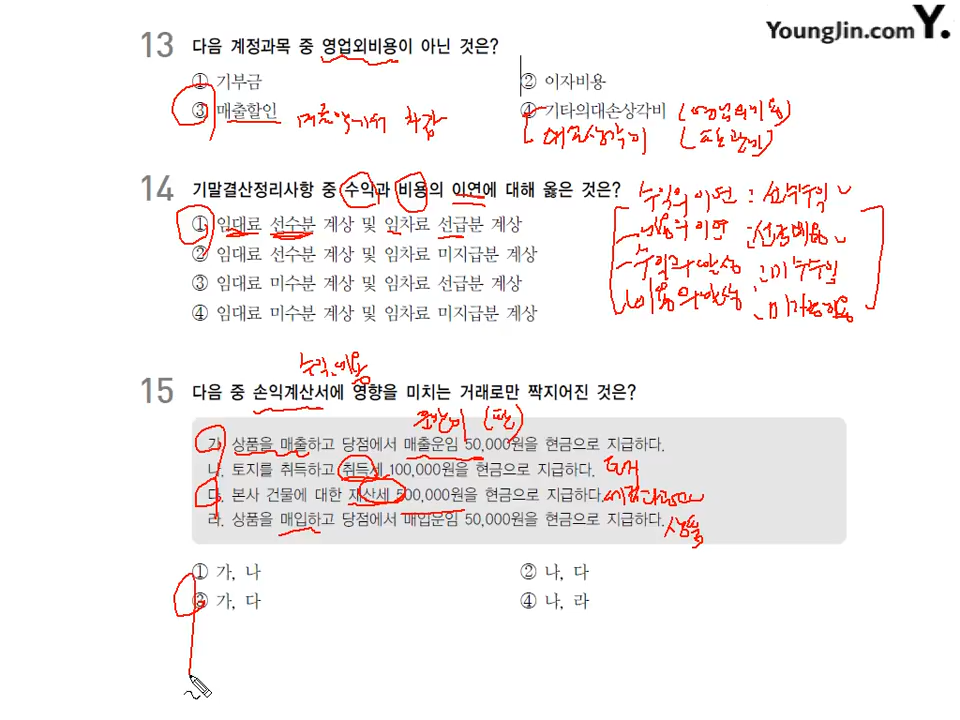 YoungJin.com Y.
13 다음 계정과목 중 영업외비용이 아닌 것은?
① 기부금 ② 이자비용
③ 매출할인 매출액에서 차감 ④ 기타의대손상각비 (영업외비용)
대손상각비 (판관비)
14 기말결산정리사항 중 수익과 비용의 이연에 대해 옳은 것은?
수익의 이연 : 선수수익
① 임대료 선수분 계상 및 임차료 선급분 계상
비용의 이연 : 선급비용
② 임대료 선수분 계상 및 임차료 미지급분 계상
수익의 발생 : 미수수익
③ 임대료 미수분 계상 및 임차료 선급분 계상
비용의 발생 : 미지급비용
④ 임대료 미수분 계상 및 임차료 미지급분 계상
수익, 비용
15 다음 중 손익계산서에 영향을 미치는 거래로만 짝지어진 것은?
운반비 (판)
가. 상품을 매출하고 당점에서 매출운임 50,000원을 현금으로 지급하다.
나. 토지를 취득하고 취득세 100,000원을 현금으로 지급하다. 토지
다. 본사 건물에 대한 재산세 500,000원을 현금으로 지급하다. 세금과공과
라. 상품을 매입하고 당점에서 매입운임 50,000원을 현금으로 지급하다. 상품
① 가, 나 ② 나, 다
③ 가, 다 ④ 나, 라